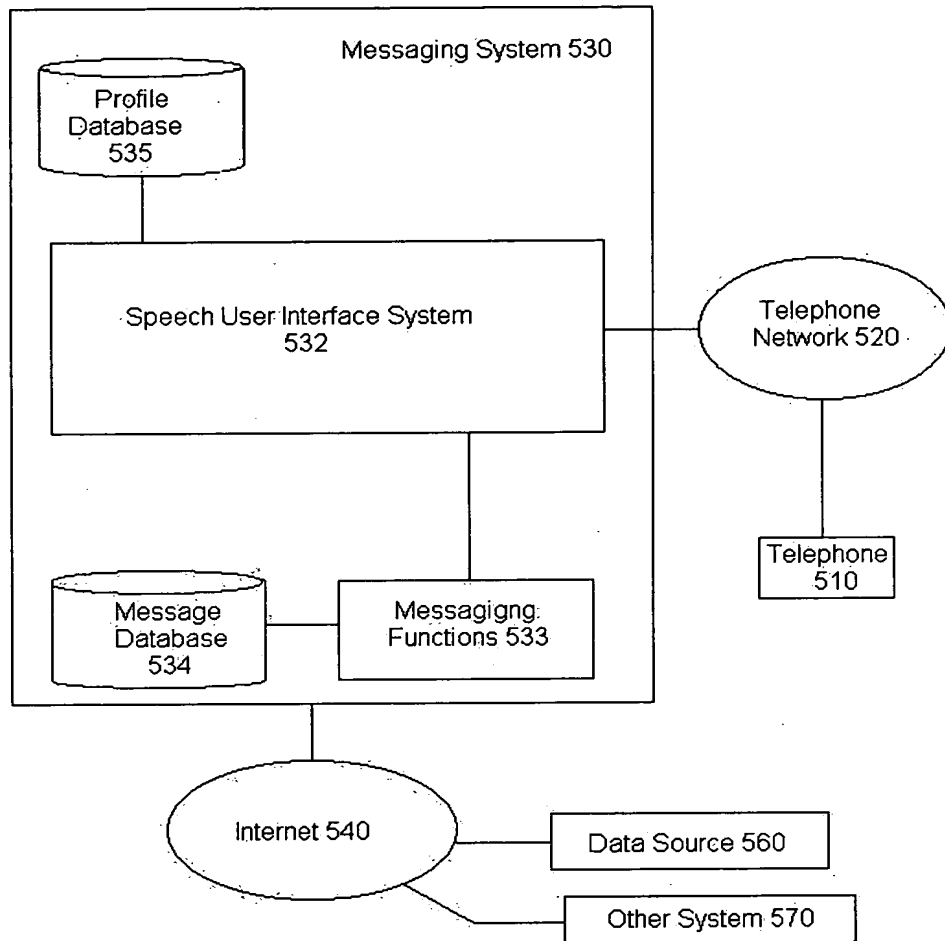 Messaging System 530
Profile
Database
535
Speech User Interface System
532
Telephone
Network 520
Telephone
510
Message
Database
534
Messagigng
Functions 533
Internet 540
Data Source 560
Other System 570